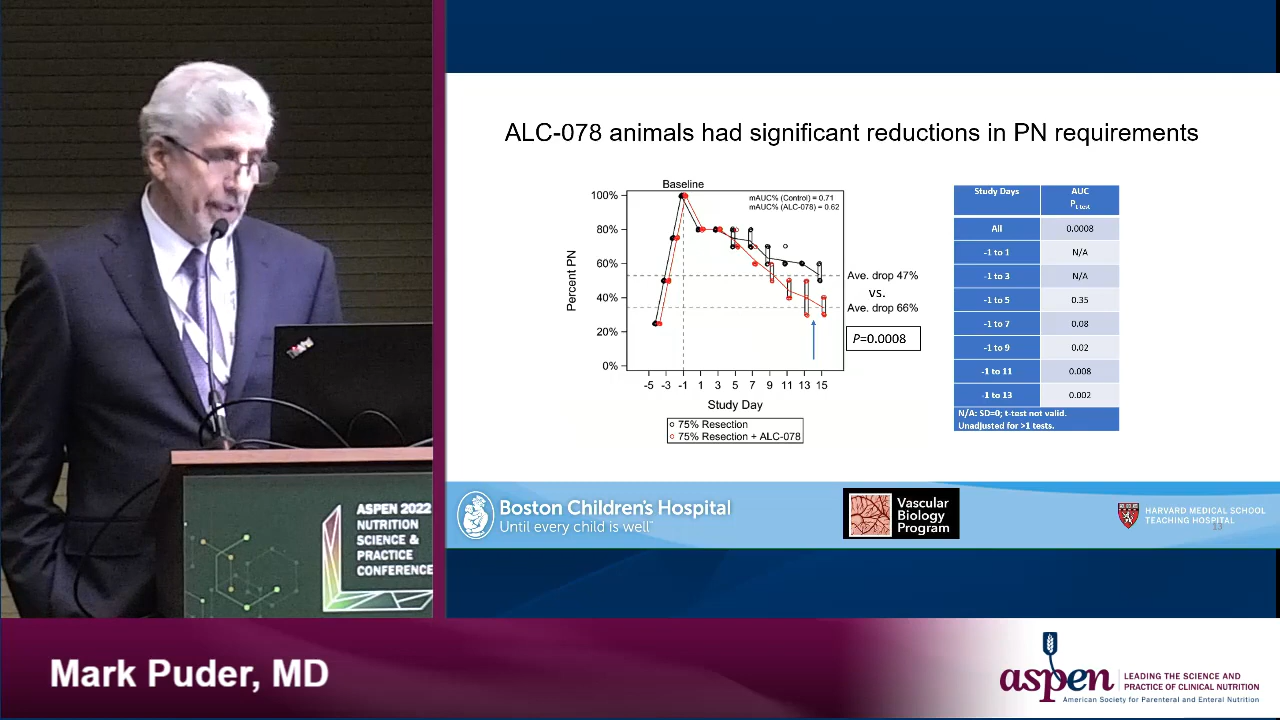 ALC-078 animals had significant reductions in PN requirements
Baseline
mAUC% (Control) = 0.71
mAUC% (ALC-078) = 0.62
Percent PN
100%
80%
60%
40%
20%
0%
Ave. drop 47%
vs.
Ave. drop 66%
P=0.0008
-5 -3 -1 1 3 5 7 9 11 13 15
Study Day
75% Resection
75% Resection + ALC-078
Study Days AUC
P t test
All 0.0008
-1 to 1 N/A
-1 to 3 N/A
-1 to 5 0.35
-1 to 7 0.08
-1 to 9 0.02
-1 to 11 0.008
-1 to 13 0.002
N/A: SD=0; t-test not valid.
Unadjusted for >1 tests.
Boston Children's Hospital
Until every child is well™
Vascular
Biology
Program
HARVARD MEDICAL SCHOOL
TEACHING HOSPITAL
13
ASPEN 2022
NUTRITION
SCIENCE &
PRACTICE
CONFERENCE
Mark Puder, MD
aspen
LEADING THE SCIENCE AND
PRACTICE OF CLINICAL NUTRITION
American Society for Parenteral and Enteral Nutrition